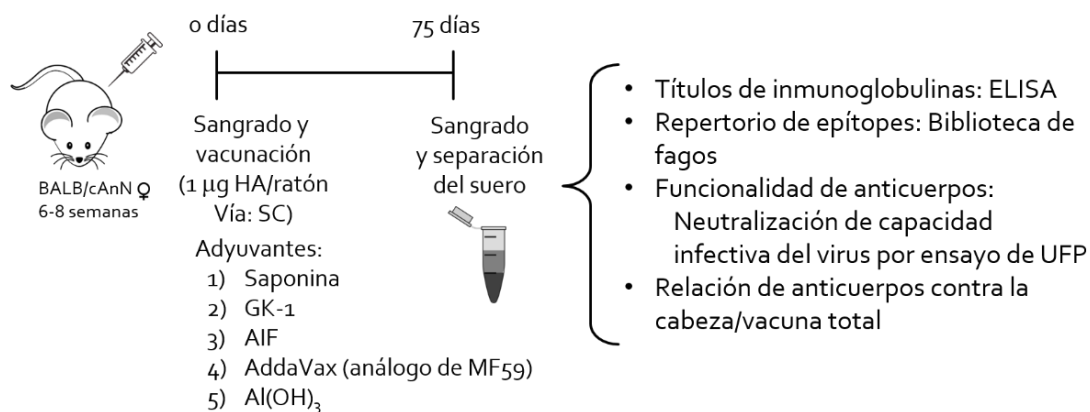 0 días
75 días
BALB/cAnN ♀
6-8 semanas
Sangrado y
vacunación
(1 µg HA/ratón
Vía: SC)
Adyuvantes:
1) Saponina
2) GK-1
3) AIF
4) AddaVax (análogo de MF59)
5) Al(OH)₃
Sangrado
y separación
del suero
• Títulos de inmunoglobulinas: ELISA
• Repertorio de epítopes: Biblioteca de
fagos
• Funcionalidad de anticuerpos:
Neutralización de capacidad
infectiva del virus por ensayo de UFP
• Relación de anticuerpos contra la
cabeza/vacuna total